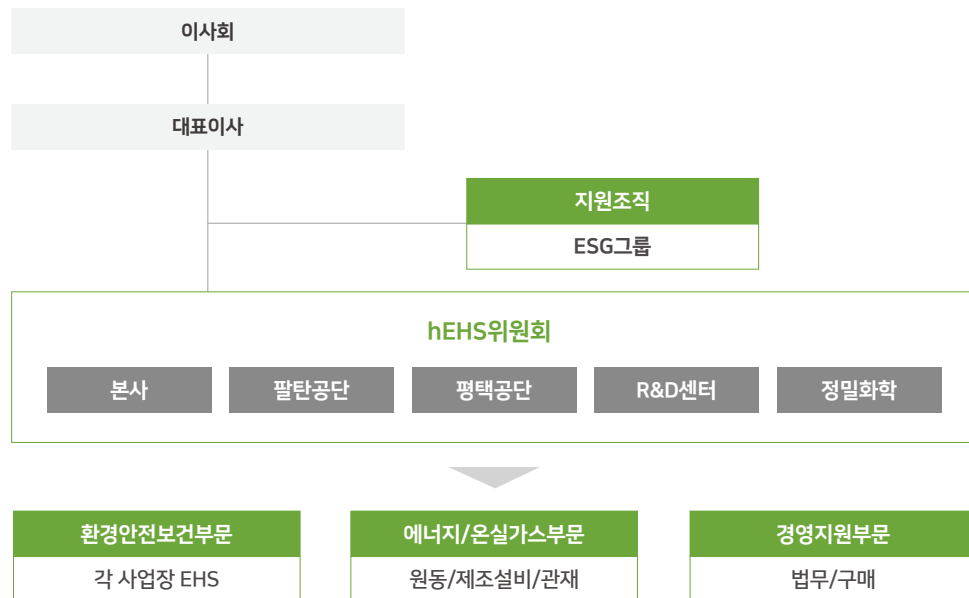 이사회
대표이사
지원조직
ESG그룹
hEHS위원회
본사
팔탄공단
평택공단
R&D센터
정밀화학
환경안전보건부문
각 사업장 EHS
에너지/온실가스부문
원동/제조설비/관재
경영지원부문
법무/구매